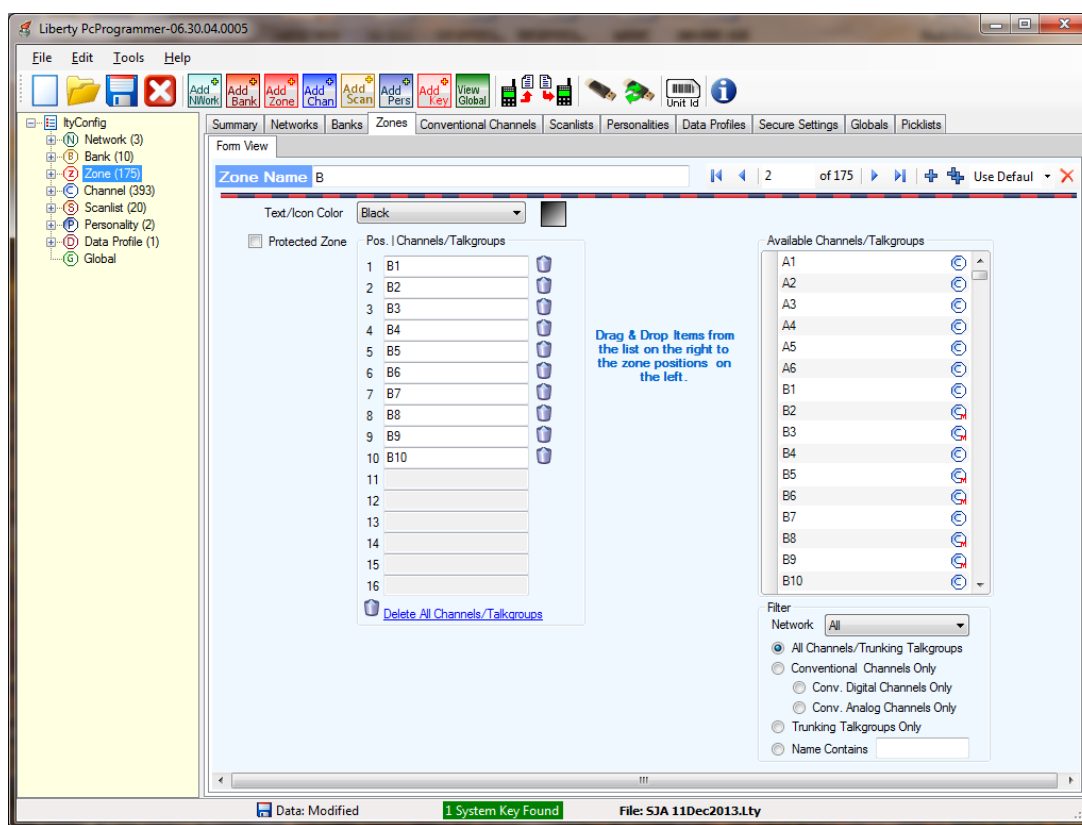 Liberty PcProgrammer-06.30.04.0005
File Edit Tools Help
Add NWork Add Bank Add Zone Add Chan Add Scan Add Pers Add Key View Global Unit Id
ltyConfig
Network (3)
Bank (10)
Zone (175)
Channel (393)
Scanlist (20)
Personality (2)
Data Profile (1)
Global
Summary Networks Banks Zones Conventional Channels Scanlists Personalities Data Profiles Secure Settings Globals Picklists
Form View
Zone Name B 2 of 175 Use Defaul
Text/Icon Color Black
Protected Zone
Pos. | Channels/Talkgroups
1 B1
2 B2
3 B3
4 B4
5 B5
6 B6
7 B7
8 B8
9 B9
10 B10
11
12
13
14
15
16
Delete All Channels/Talkgroups
Drag & Drop Items from
the list on the right to
the zone positions on
the left.
Available Channels/Talkgroups
A1
A2
A3
A4
A5
A6
B1
B2
B3
B4
B5
B6
B7
B8
B9
B10
Filter
Network All
All Channels/Trunking Talkgroups
Conventional Channels Only
Conv. Digital Channels Only
Conv. Analog Channels Only
Trunking Talkgroups Only
Name Contains
Data: Modified 1 System Key Found File: SJA 11Dec2013.Lty